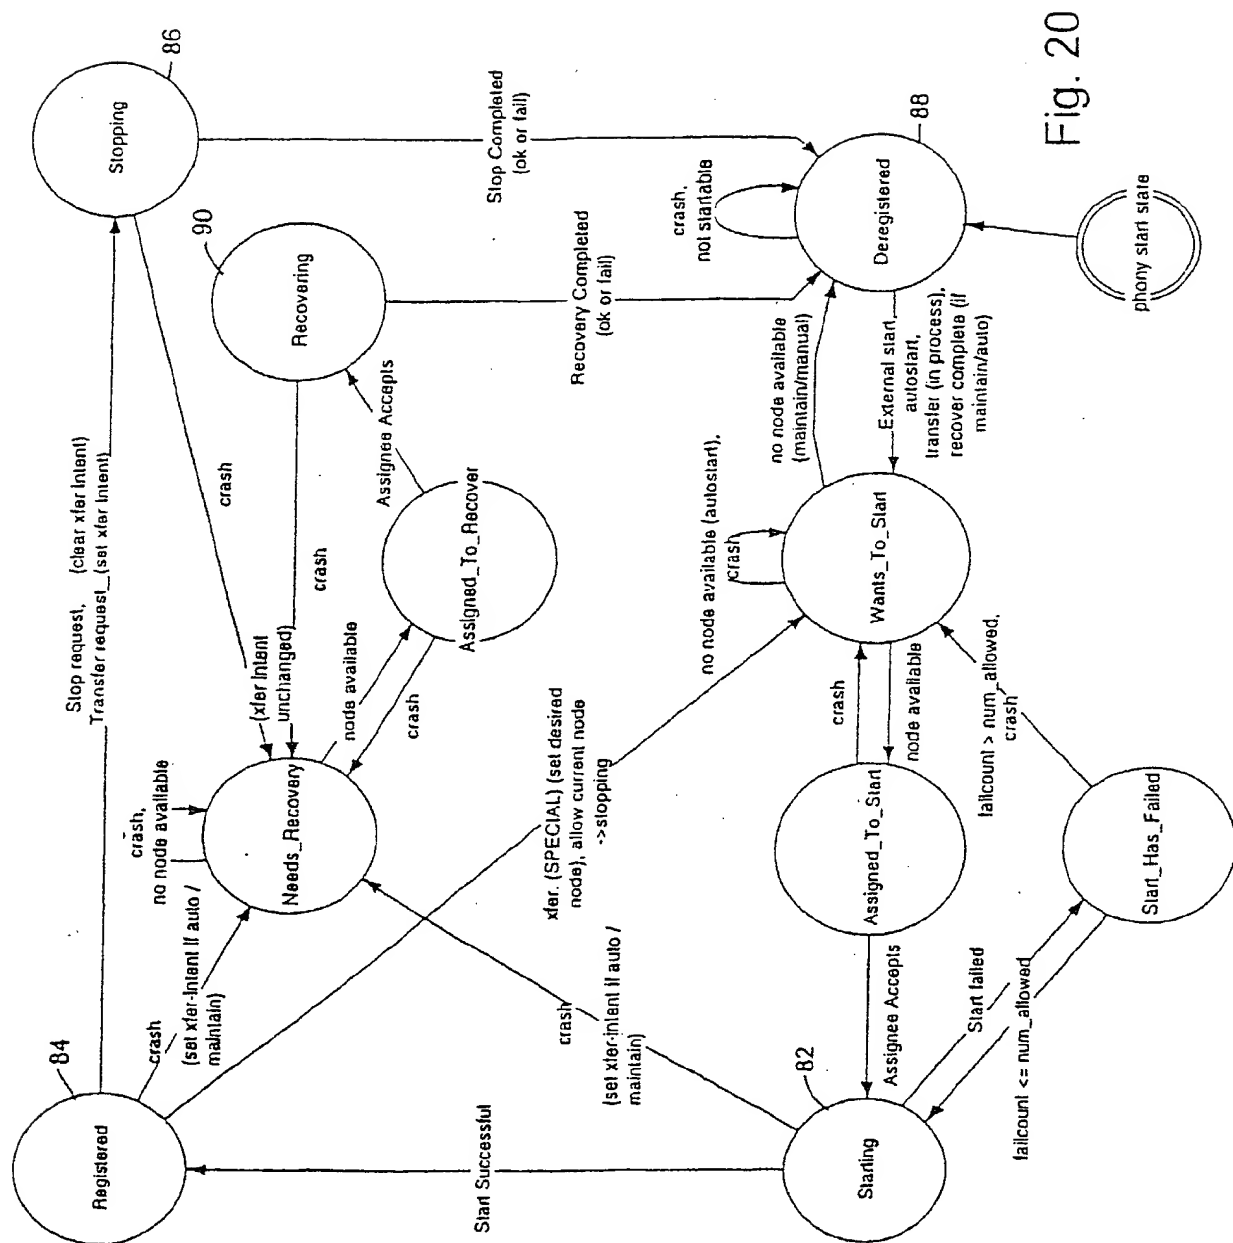 Registered
84
Stop request, (clear xfer Intent)
Transfer request_ (set xfer Intent)
Stopping
86
crash
(set xfer-Intent if auto /
maintain)
crash,
no node available
Needs_Recovery
(xfer Intent
unchanged)
crash
crash
node available
crash
Assigned_To_Recover
Assignee Accepts
Recovering
90
Stop Completed
(ok or fail)
Recovery Completed
(ok or fail)
Start Successful
crash
(set xfer-intent if auto /
maintain)
xfer. (SPECIAL) (set desired
node), allow current node
->stopping
no node available (autostart),
crash
no node available
(maintain/manual)
crash,
not startable
Starting
82
Assignee Accepts
Assigned_To_Start
crash
node available
Wants_To_Start
External start,
autostart,
transfer (in process),
recover complete (if
maintain/auto)
Deregistered
88
Start failed
failcount <= num_allowed
Start_Has_Failed
failcount > num_allowed,
crash
phony start state
Fig. 20